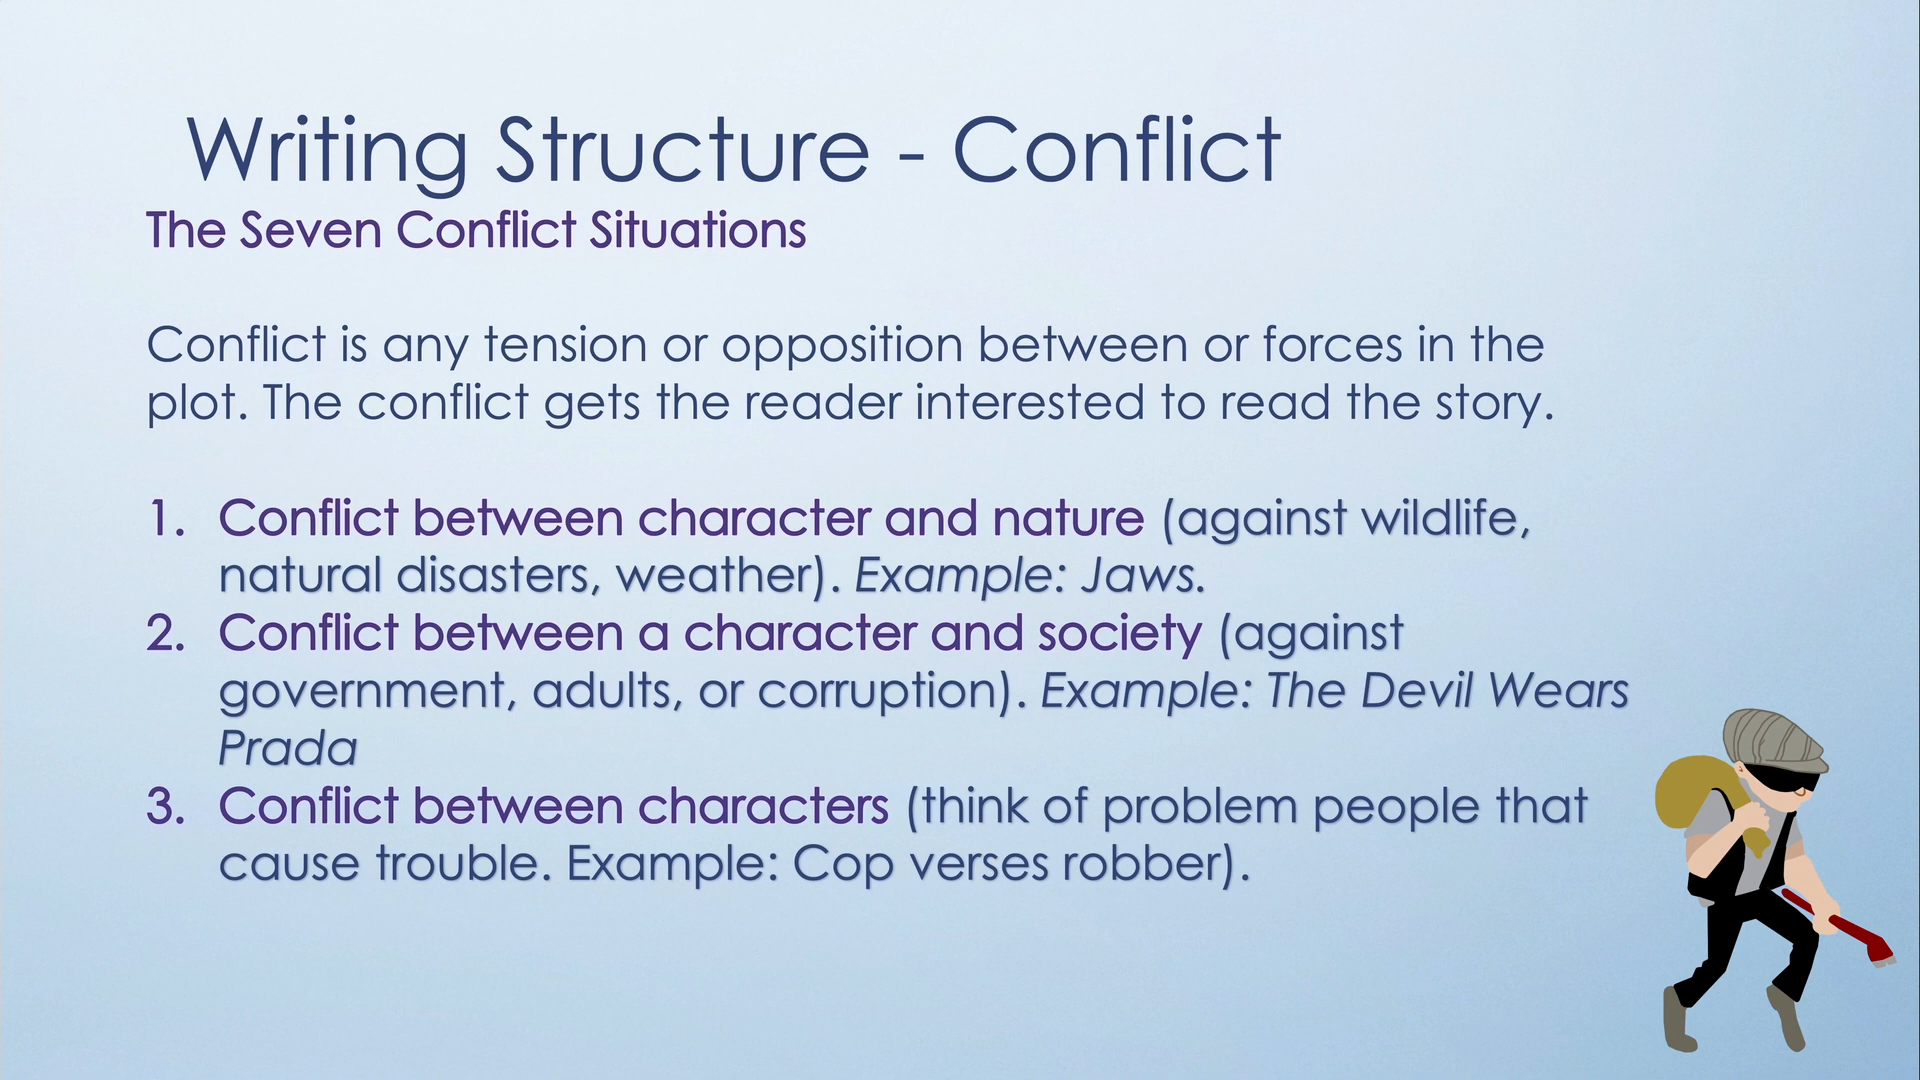 Writing Structure - Conflict
The Seven Conflict Situations
Conflict is any tension or opposition between or forces in the
plot. The conflict gets the reader interested to read the story.
1. Conflict between character and nature (against wildlife,
natural disasters, weather). Example: Jaws.
2. Conflict between a character and society (against
government, adults, or corruption). Example: The Devil Wears
Prada
3. Conflict between characters (think of problem people that
cause trouble. Example: Cop verses robber).